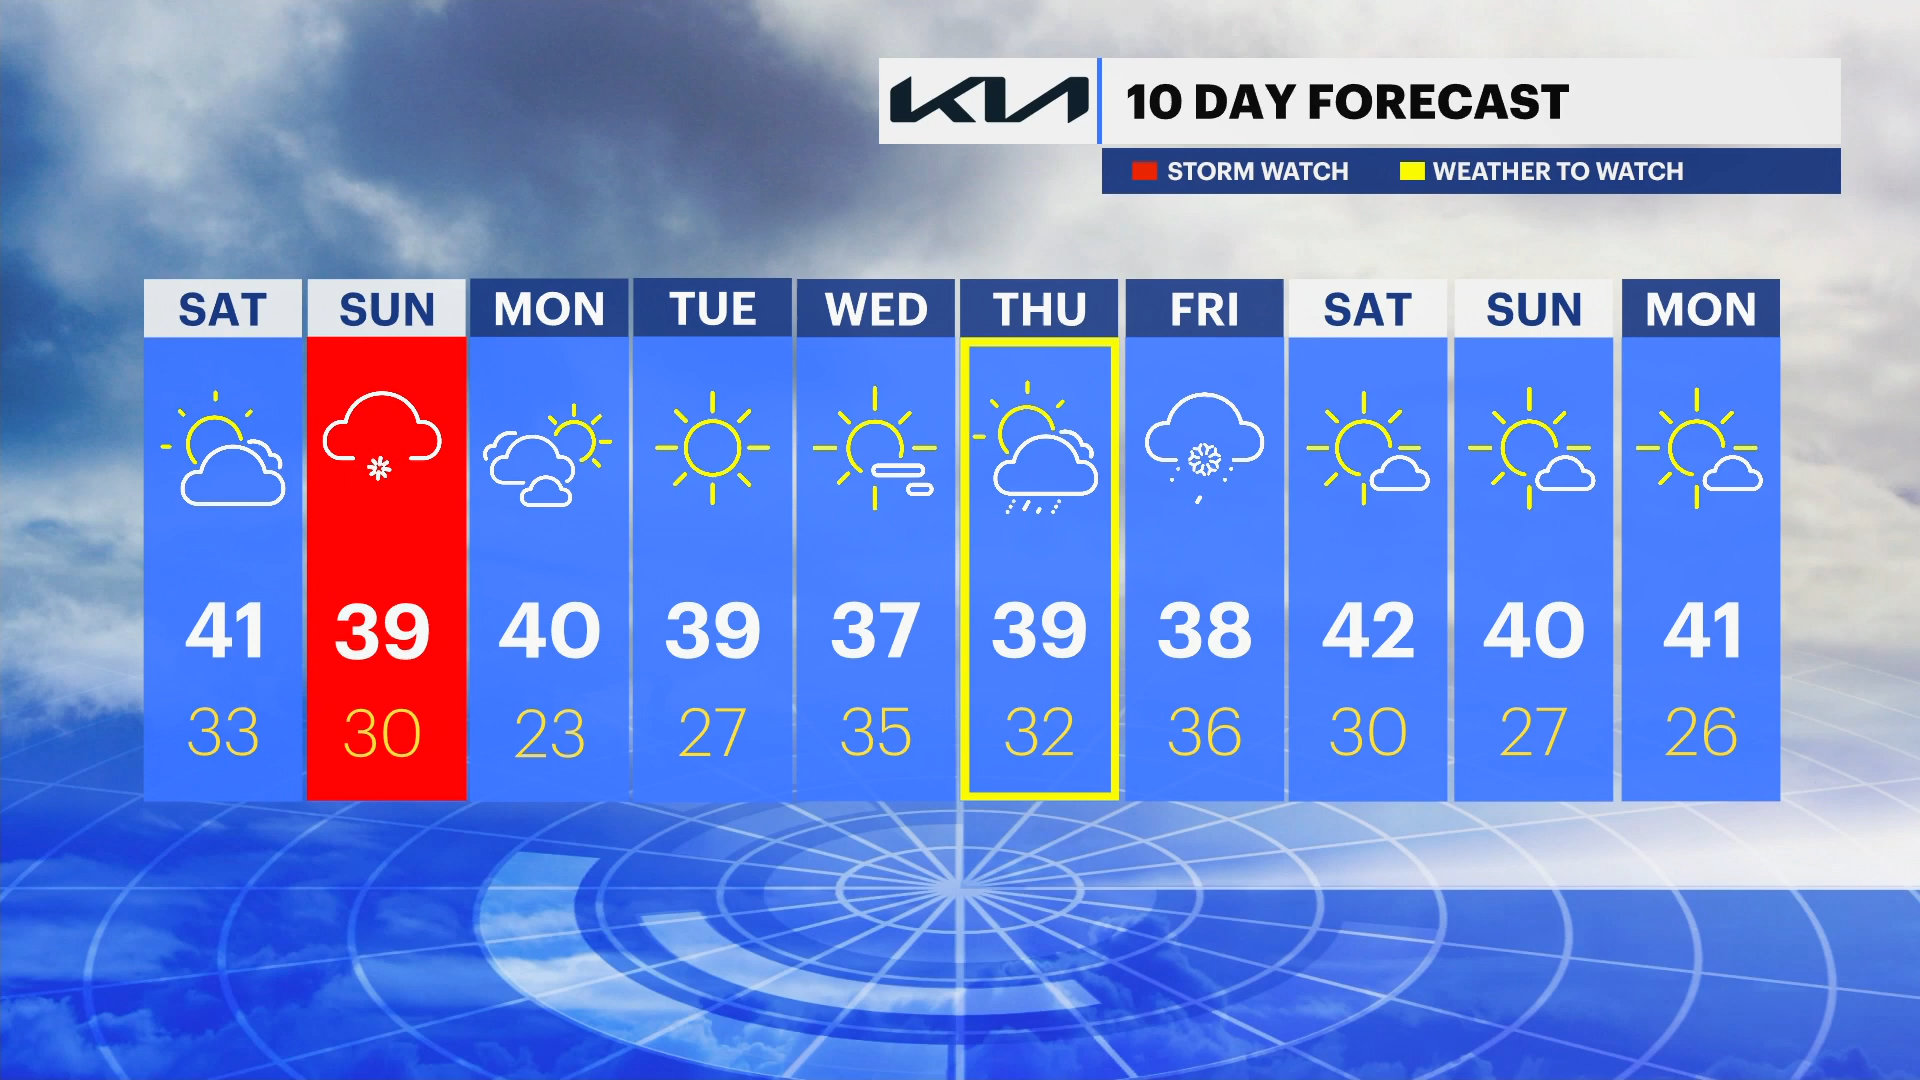 KIA
10 DAY FORECAST
STORM WATCH WEATHER TO WATCH
SAT SUN MON TUE WED THU FRI SAT SUN MON
41 39 40 39 37 39 38 42 40 41
33 30 23 27 35 32 36 30 27 26